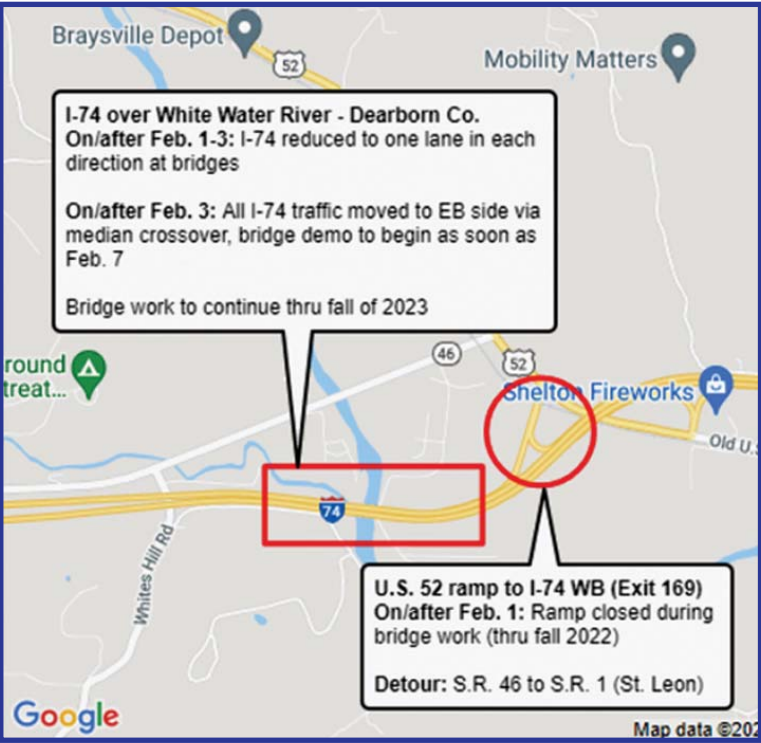 Braysville Depot
52
Mobility Matters
I-74 over White Water River - Dearborn Co.
On/after Feb. 1-3: I-74 reduced to one lane in each
direction at bridges
On/after Feb. 3: All I-74 traffic moved to EB side via
median crossover, bridge demo to begin as soon as
Feb. 7
Bridge work to continue thru fall of 2023
46
52
round
treat...
Shelton Fireworks
Old U.S
74
Whites Hill Rd
U.S. 52 ramp to I-74 WB (Exit 169)
On/after Feb. 1: Ramp closed during
bridge work (thru fall 2022)
Detour: S.R. 46 to S.R. 1 (St. Leon)
Google
Map data ©202